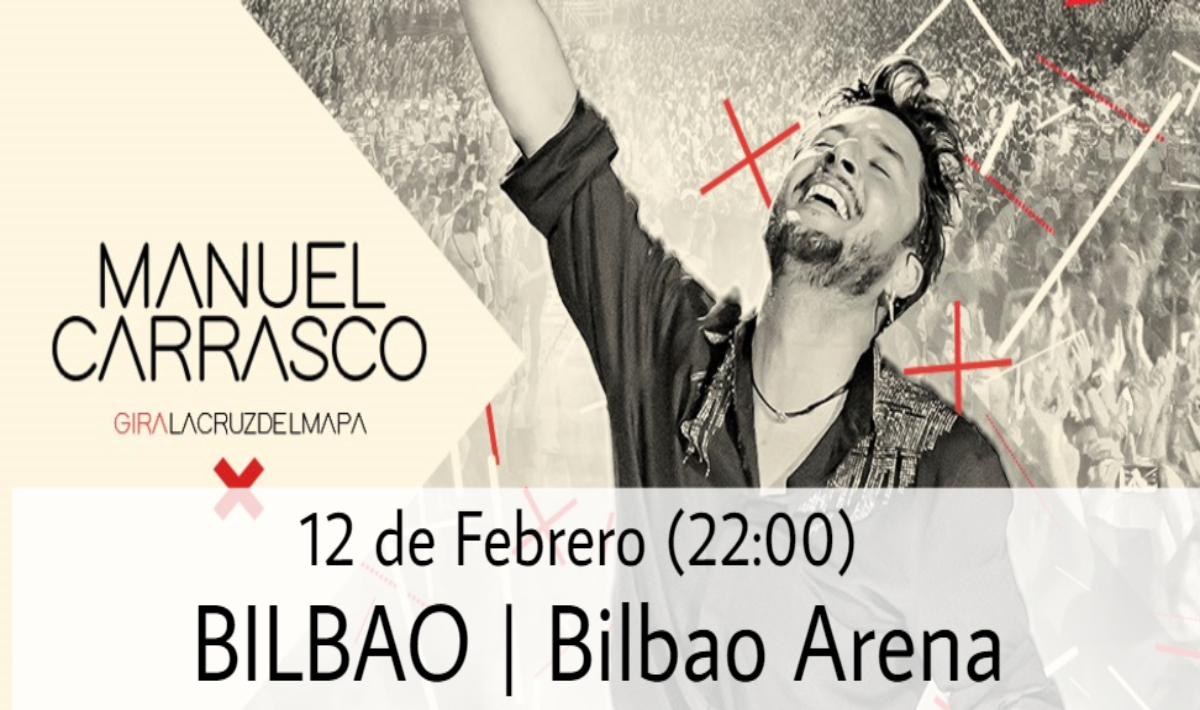 MANUEL
CARRASCO
GIRALACRUZDELMAPA
12 de Febrero (22:00)
BILBAO | Bilbao Arena